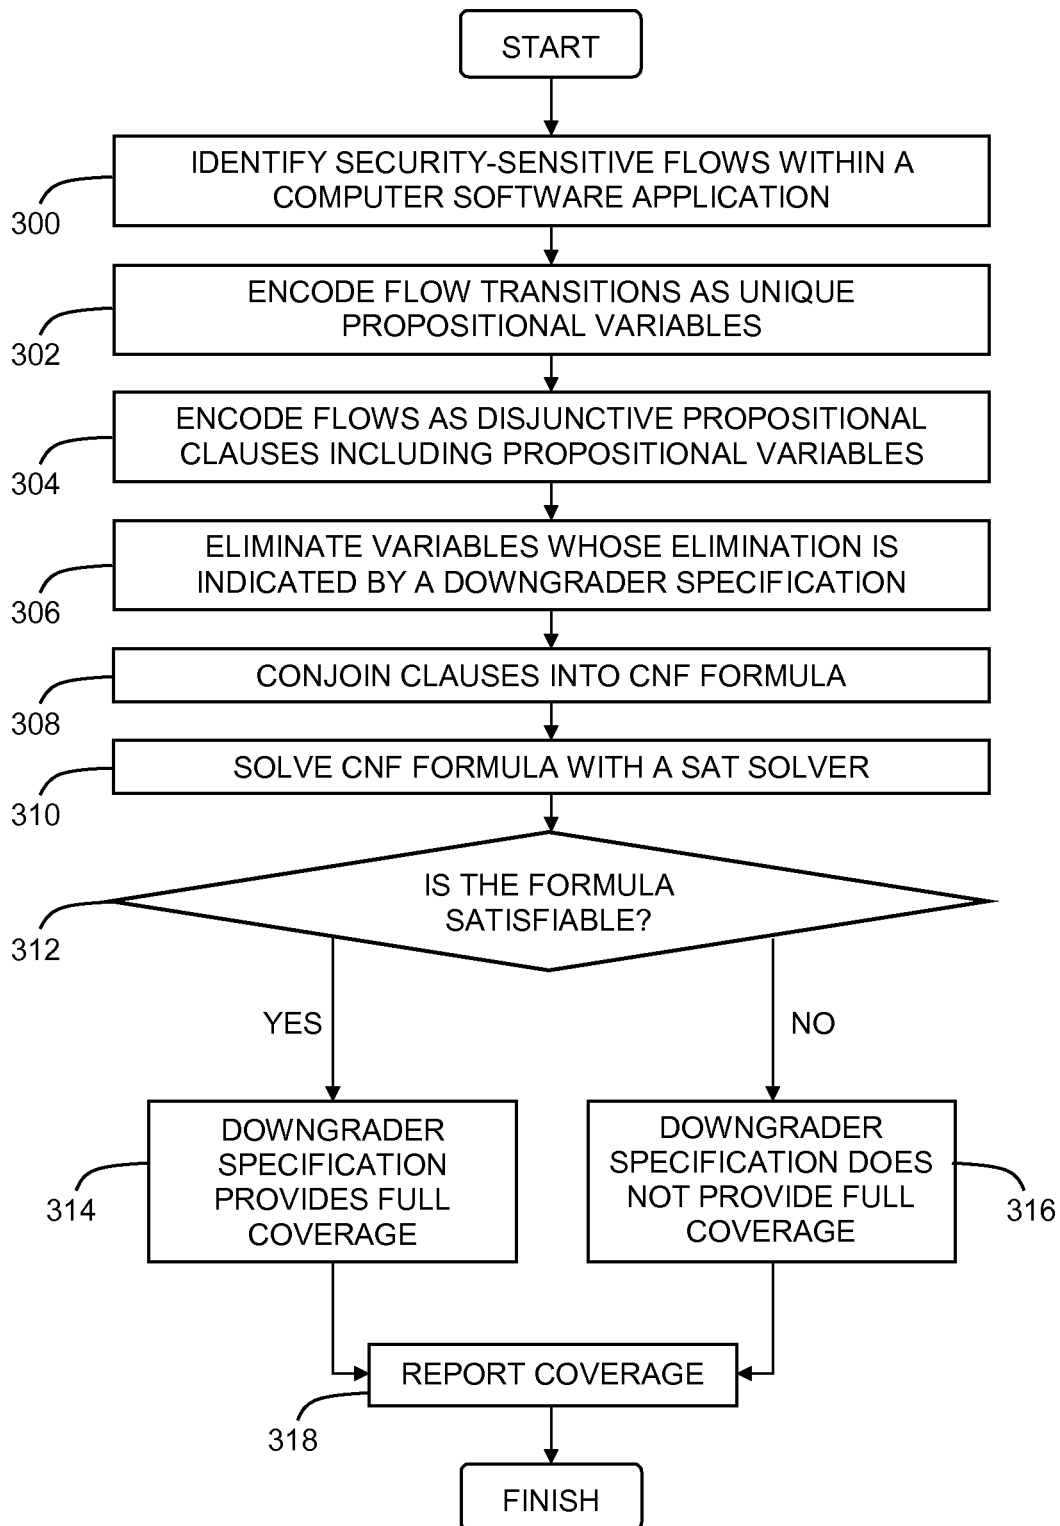 START
IDENTIFY SECURITY-SENSITIVE FLOWS WITHIN A
COMPUTER SOFTWARE APPLICATION
300
ENCODE FLOW TRANSITIONS AS UNIQUE
PROPOSITIONAL VARIABLES
302
ENCODE FLOWS AS DISJUNCTIVE PROPOSITIONAL
CLAUSES INCLUDING PROPOSITIONAL VARIABLES
304
ELIMINATE VARIABLES WHOSE ELIMINATION IS
INDICATED BY A DOWNGRADER SPECIFICATION
306
CONJOIN CLAUSES INTO CNF FORMULA
308
SOLVE CNF FORMULA WITH A SAT SOLVER
310
IS THE FORMULA
SATISFIABLE?
312
YES
NO
DOWNGRADER
SPECIFICATION
PROVIDES FULL
COVERAGE
314
DOWNGRADER
SPECIFICATION DOES
NOT PROVIDE FULL
COVERAGE
316
REPORT COVERAGE
318
FINISH